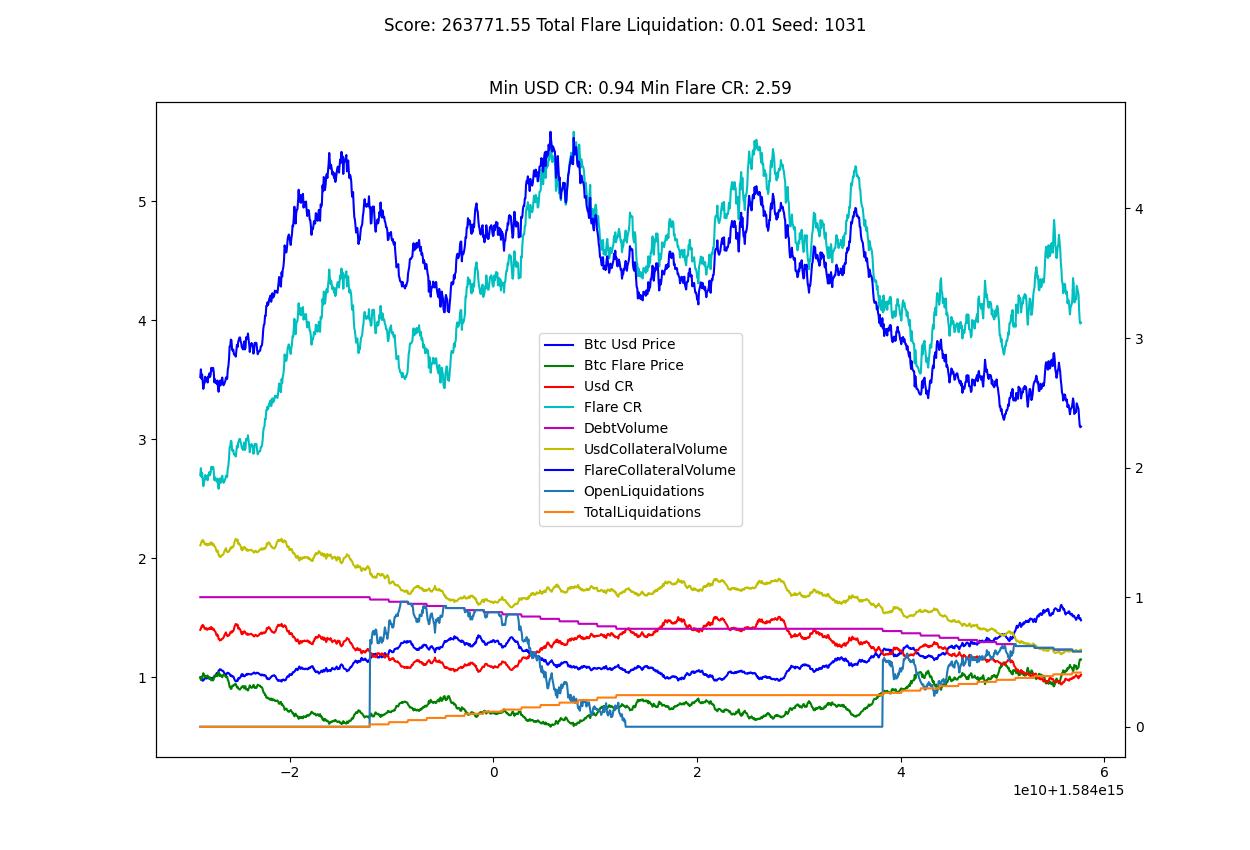 Score: 263771.55 Total Flare Liquidation: 0.01 Seed: 1031
Min USD CR: 0.94 Min Flare CR: 2.59
5
4
3
2
1
4
3
2
1
0
Btc Usd Price
Btc Flare Price
Usd CR
Flare CR
DebtVolume
UsdCollateralVolume
FlareCollateralVolume
OpenLiquidations
TotalLiquidations
−2 0 2 4 6
1e10+1.584e15